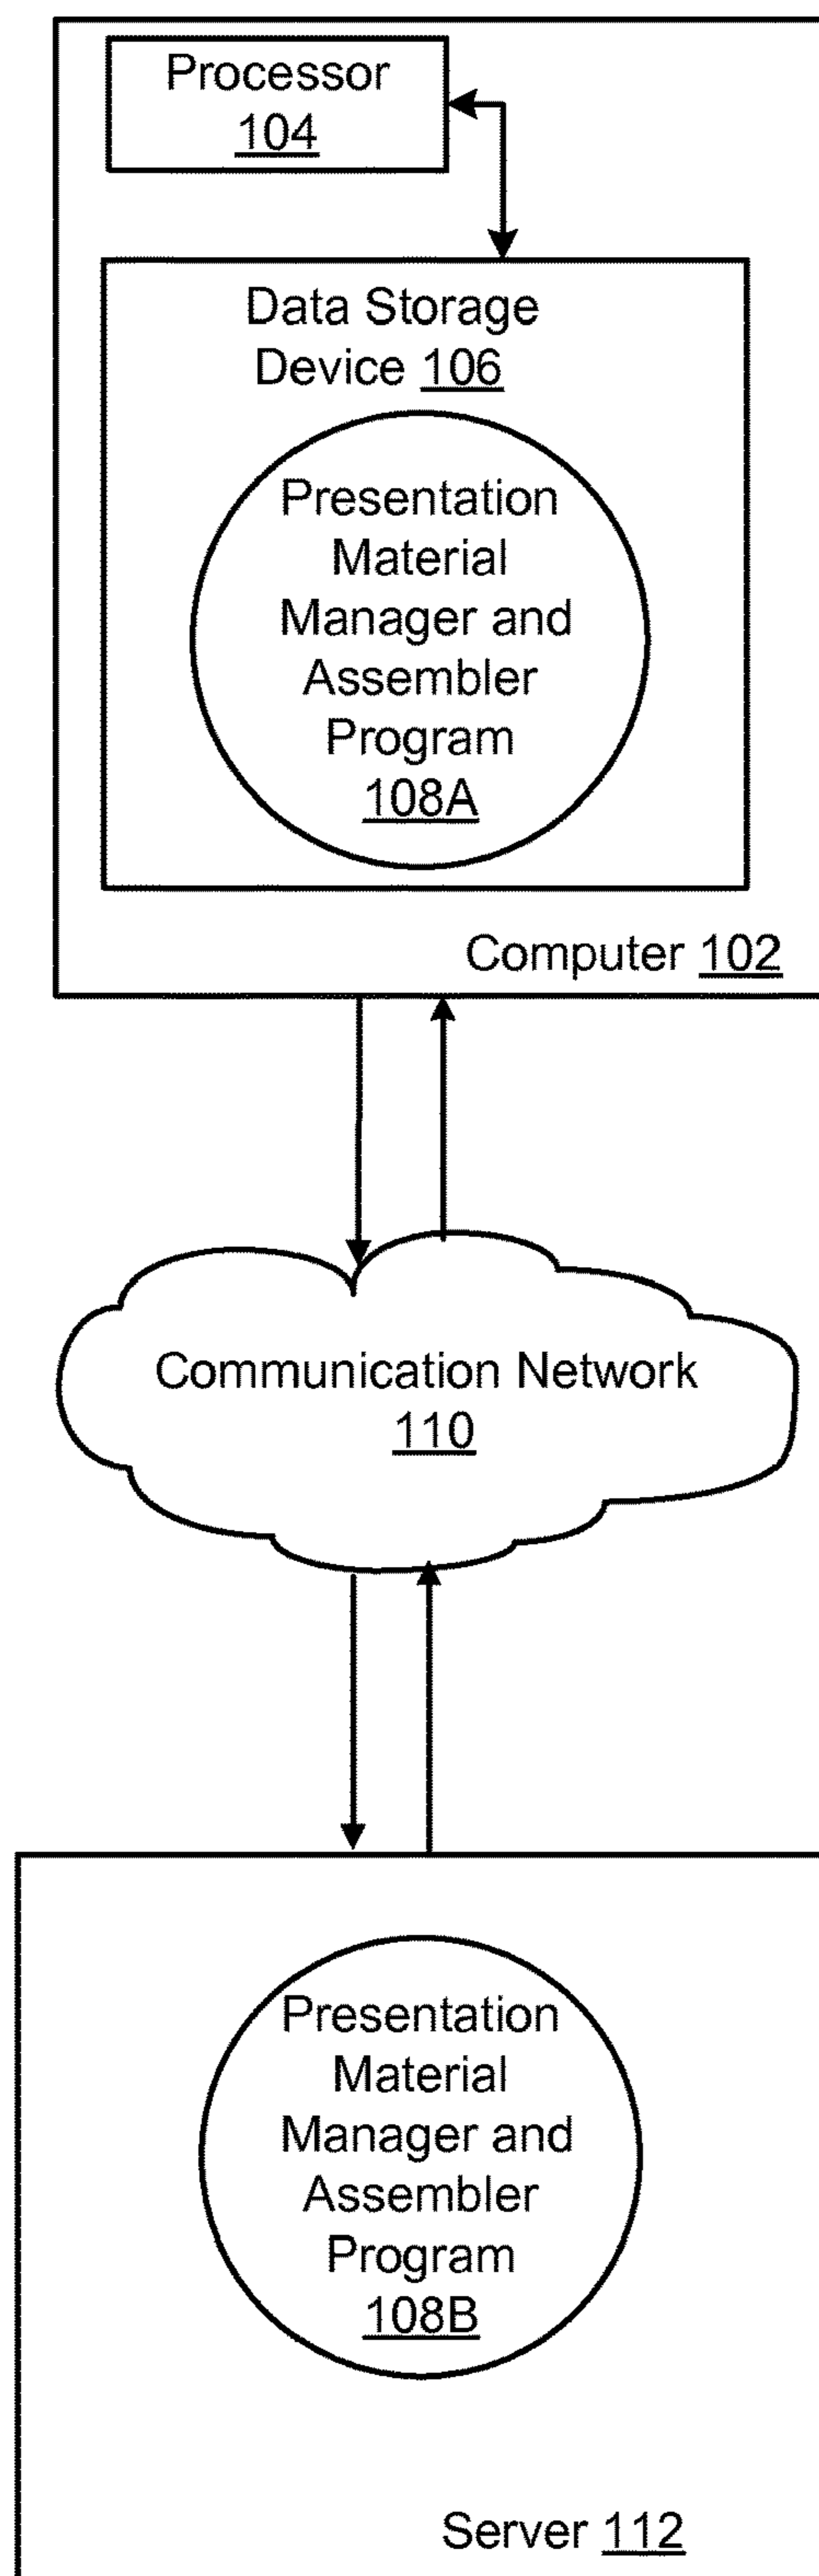 Processor
104
Data Storage
Device 106
Presentation
Material
Manager and
Assembler
Program
108A
Computer 102
Communication Network
110
Presentation
Material
Manager and
Assembler
Program
108B
Server 112